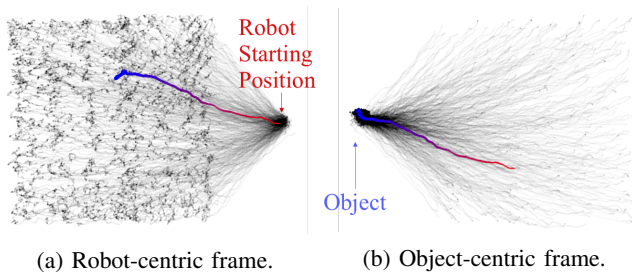 Robot
Starting
Position
Object
(a) Robot-centric frame.
(b) Object-centric frame.